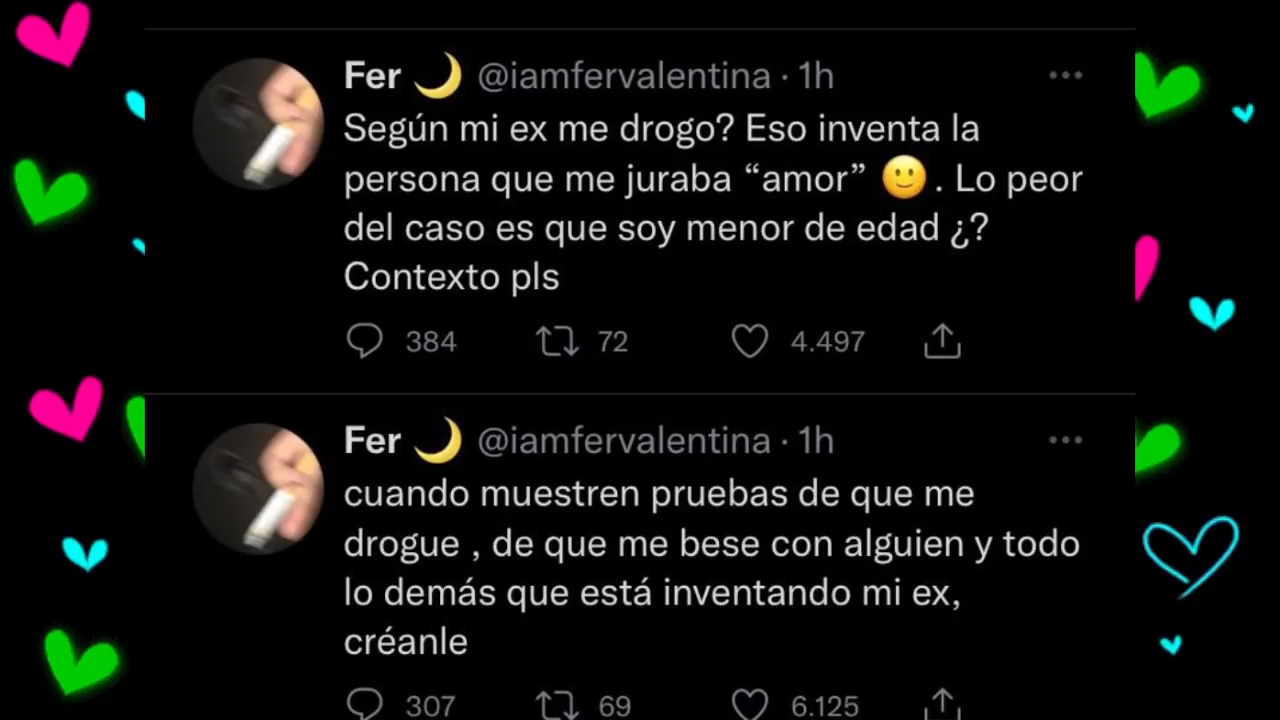 Fer 🌙 @iamfervalentina · 1h
Según mi ex me drogo? Eso inventa la
persona que me juraba “amor” 🙂. Lo peor
del caso es que soy menor de edad ¿?
Contexto pls
384 72 4.497
Fer 🌙 @iamfervalentina · 1h
cuando muestren pruebas de que me
drogue , de que me bese con alguien y todo
lo demás que está inventando mi ex,
créanle
307 69 6.125